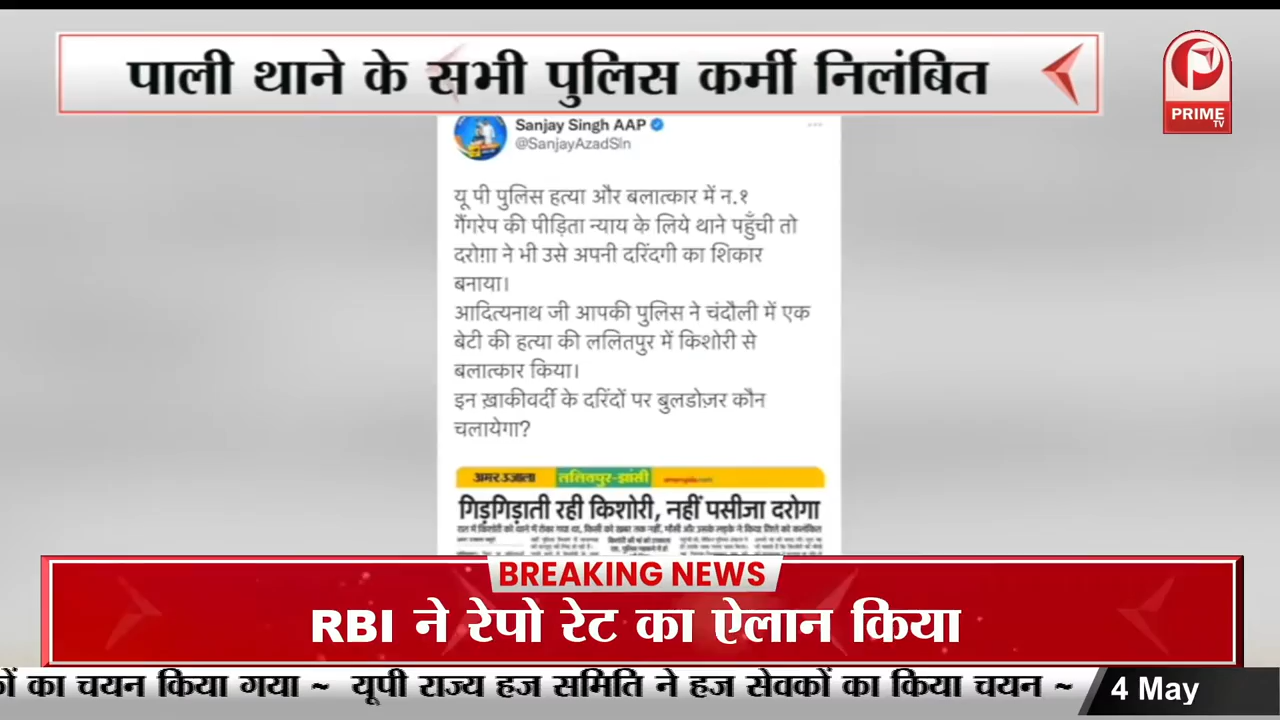 पाली थाने के सभी पुलिस कर्मी निलंबित
PRIME
TV
Sanjay Singh AAP
@SanjayAzadSln
यू पी पुलिस हत्या और बलात्कार में न.१
गैंगरेप की पीड़िता न्याय के लिये थाने पहुँची तो
दरोग़ा ने भी उसे अपनी दरिंदगी का शिकार
बनाया।
आदित्यनाथ जी आपकी पुलिस ने चंदौली में एक
बेटी की हत्या की ललितपुर में किशोरी से
बलात्कार किया।
इन ख़ाकीवर्दी के दरिंदों पर बुलडोज़र कौन
चलायेगा?
अमर उजाला ललितपुर-झांसी
गिड़गिड़ाती रही किशोरी, नहीं पसीजा दरोगा
BREAKING NEWS
RBI ने रेपो रेट का ऐलान किया
का चयन किया गया ~ यूपी राज्य हज समिति ने हज सेवकों का किया चयन ~
4 May